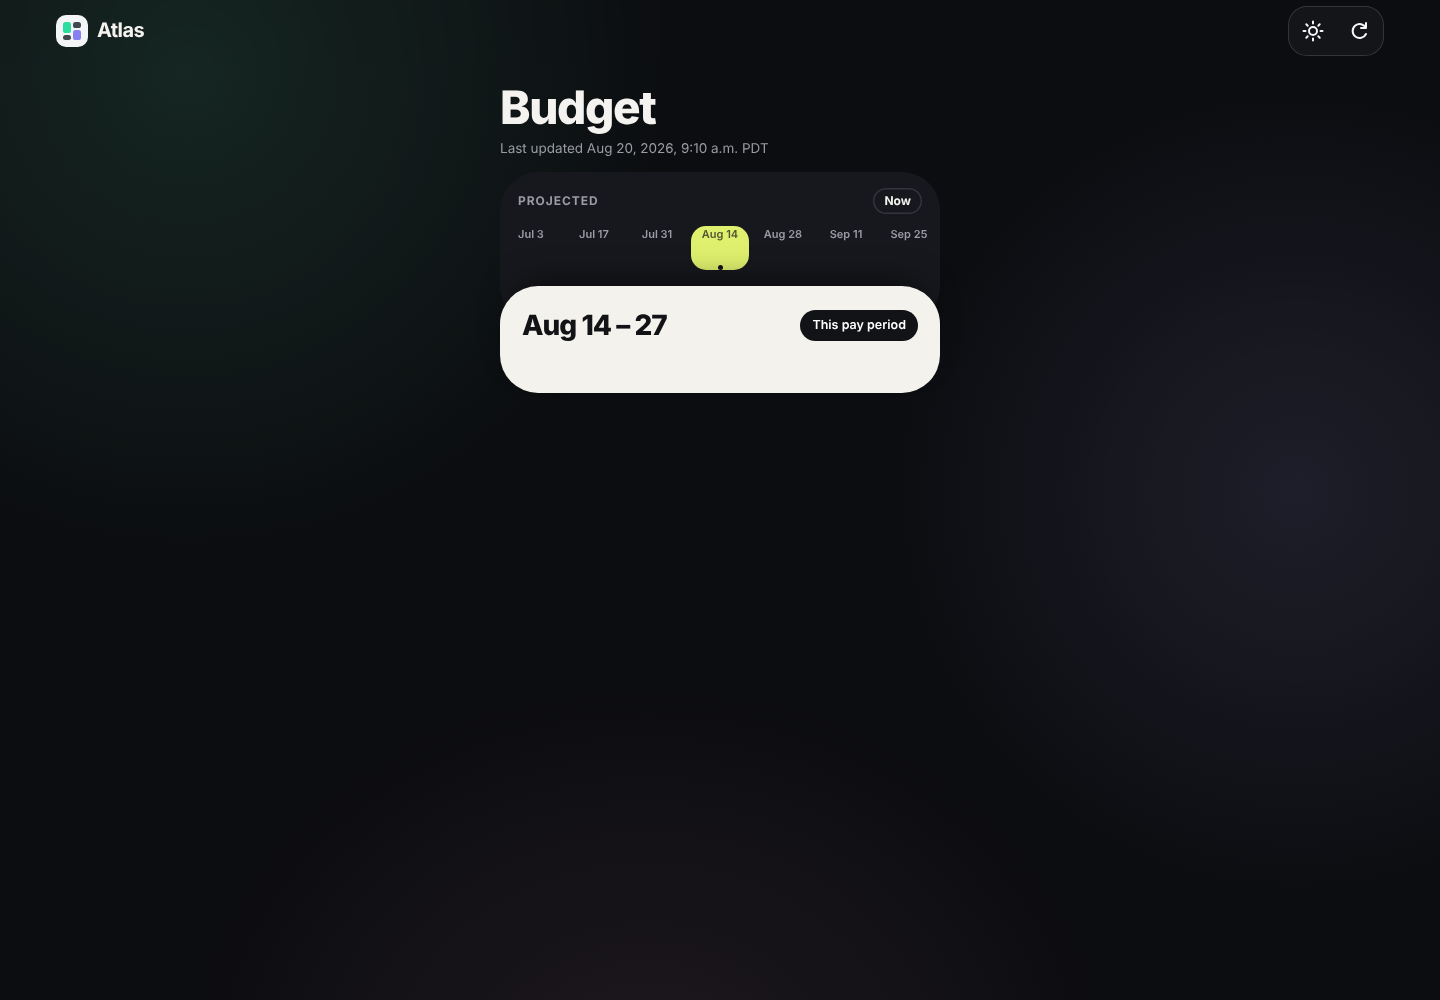 Atlas
Budget
Last updated Aug 20, 2026, 9:10 a.m. PDT
PROJECTED
Now
Jul 3 Jul 17 Jul 31 Aug 14 Aug 28 Sep 11 Sep 25
Aug 14 – 27
This pay period